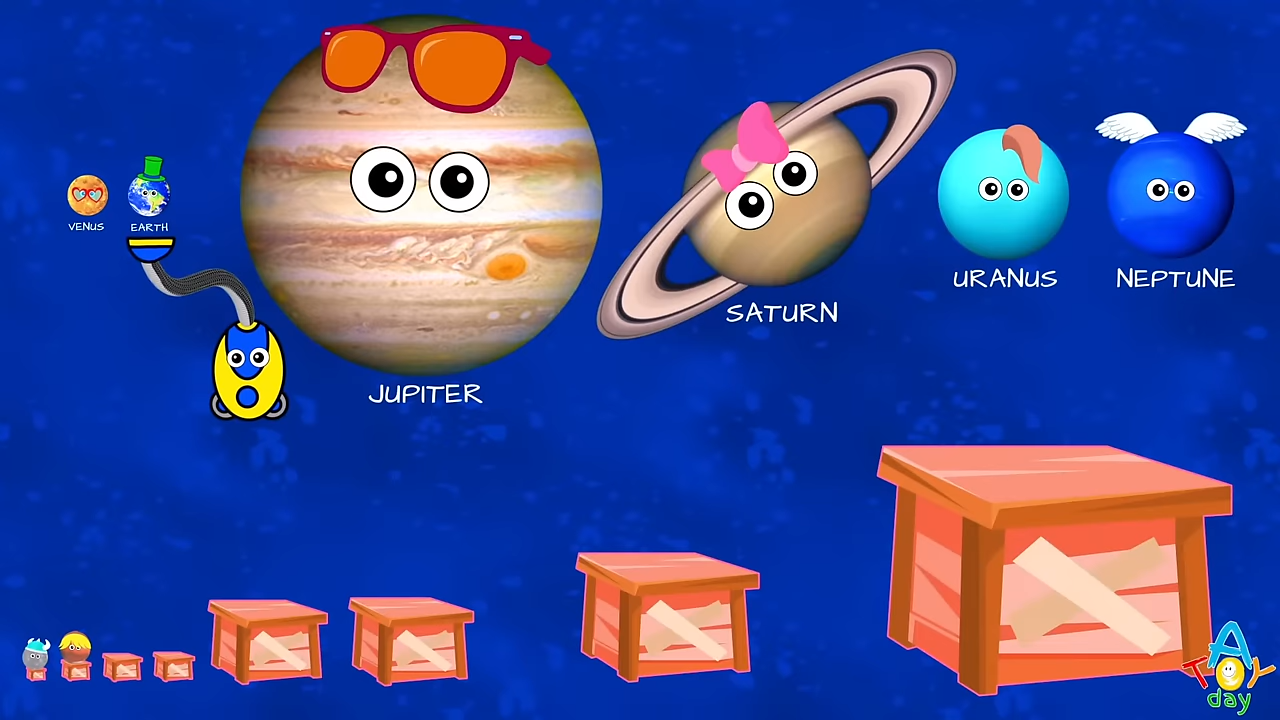 VENUS
EARTH
JUPITER
SATURN
URANUS
NEPTUNE
A
TOY
day